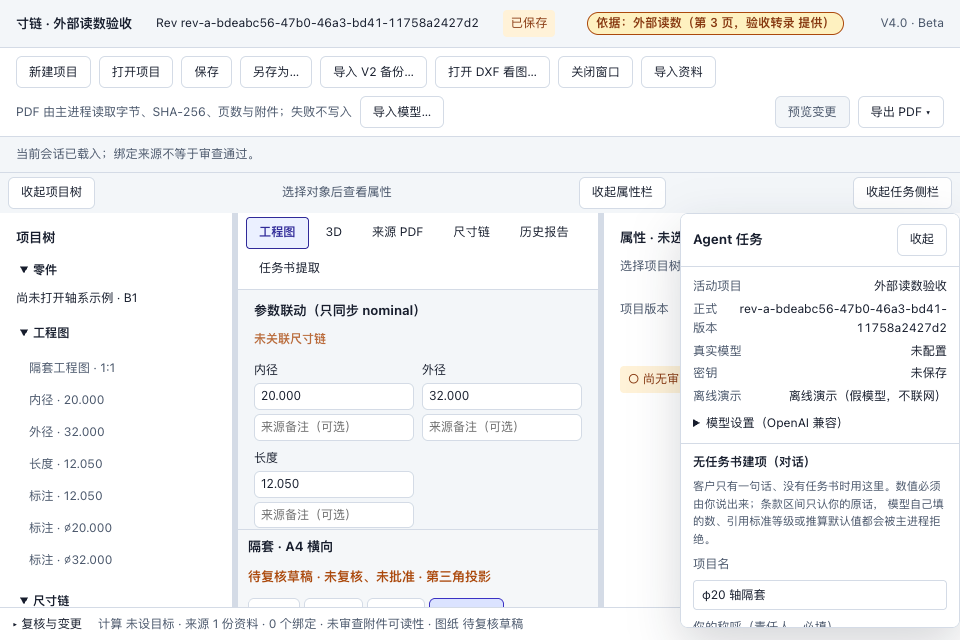 寸链 · 外部读数验收 Rev rev-a-bdeabc56-47b0-46a3-bd41-11758a2427d2 已保存 依据：外部读数（第 3 页，验收转录 提供） V4.0 · Beta
新建项目 打开项目 保存 另存为… 导入 V2 备份… 打开 DXF 看图… 关闭窗口 导入资料
PDF 由主进程读取字节、SHA-256、页数与附件；失败不写入 导入模型… 预览变更 导出 PDF ▾
当前会话已载入；绑定来源不等于审查通过。
收起项目树 选择对象后查看属性 收起属性栏 收起任务侧栏
项目树
▼ 零件
尚未打开轴系示例 · B1
▼ 工程图
隔套工程图 · 1:1
内径 · 20.000
外径 · 32.000
长度 · 12.050
标注 · 12.050
标注 · ⌀20.000
标注 · ⌀32.000
▼ 尺寸链
工程图 3D 来源 PDF 尺寸链 历史报告
任务书提取
参数联动（只同步 nominal）
未关联尺寸链
内径 外径
20.000 32.000
来源备注（可选） 来源备注（可选）
长度
12.050
来源备注（可选）
隔套 · A4 横向
待复核草稿 · 未复核、未批准 · 第三角投影
属性 · 未选
选择项目树
项目版本
尚无审
Agent 任务 收起
活动项目 外部读数验收
正式版本 rev-a-bdeabc56-47b0-46a3-bd41-11758a2427d2
真实模型 未配置
密钥 未保存
离线演示 离线演示（假模型，不联网）
▶ 模型设置（OpenAI 兼容）
无任务书建项（对话）
客户只有一句话、没有任务书时用这里。数值必须
由你说出来；条款区间只认你的原话， 模型自己填
的数、引用标准等级或推算默认值都会被主进程拒
绝。
项目名
φ20 轴隔套
你的称呼（责任人，必填）
▸ 复核与变更 计算 未设目标 · 来源 1 份资料 · 0 个绑定 · 未审查附件可读性 · 图纸 待复核草稿